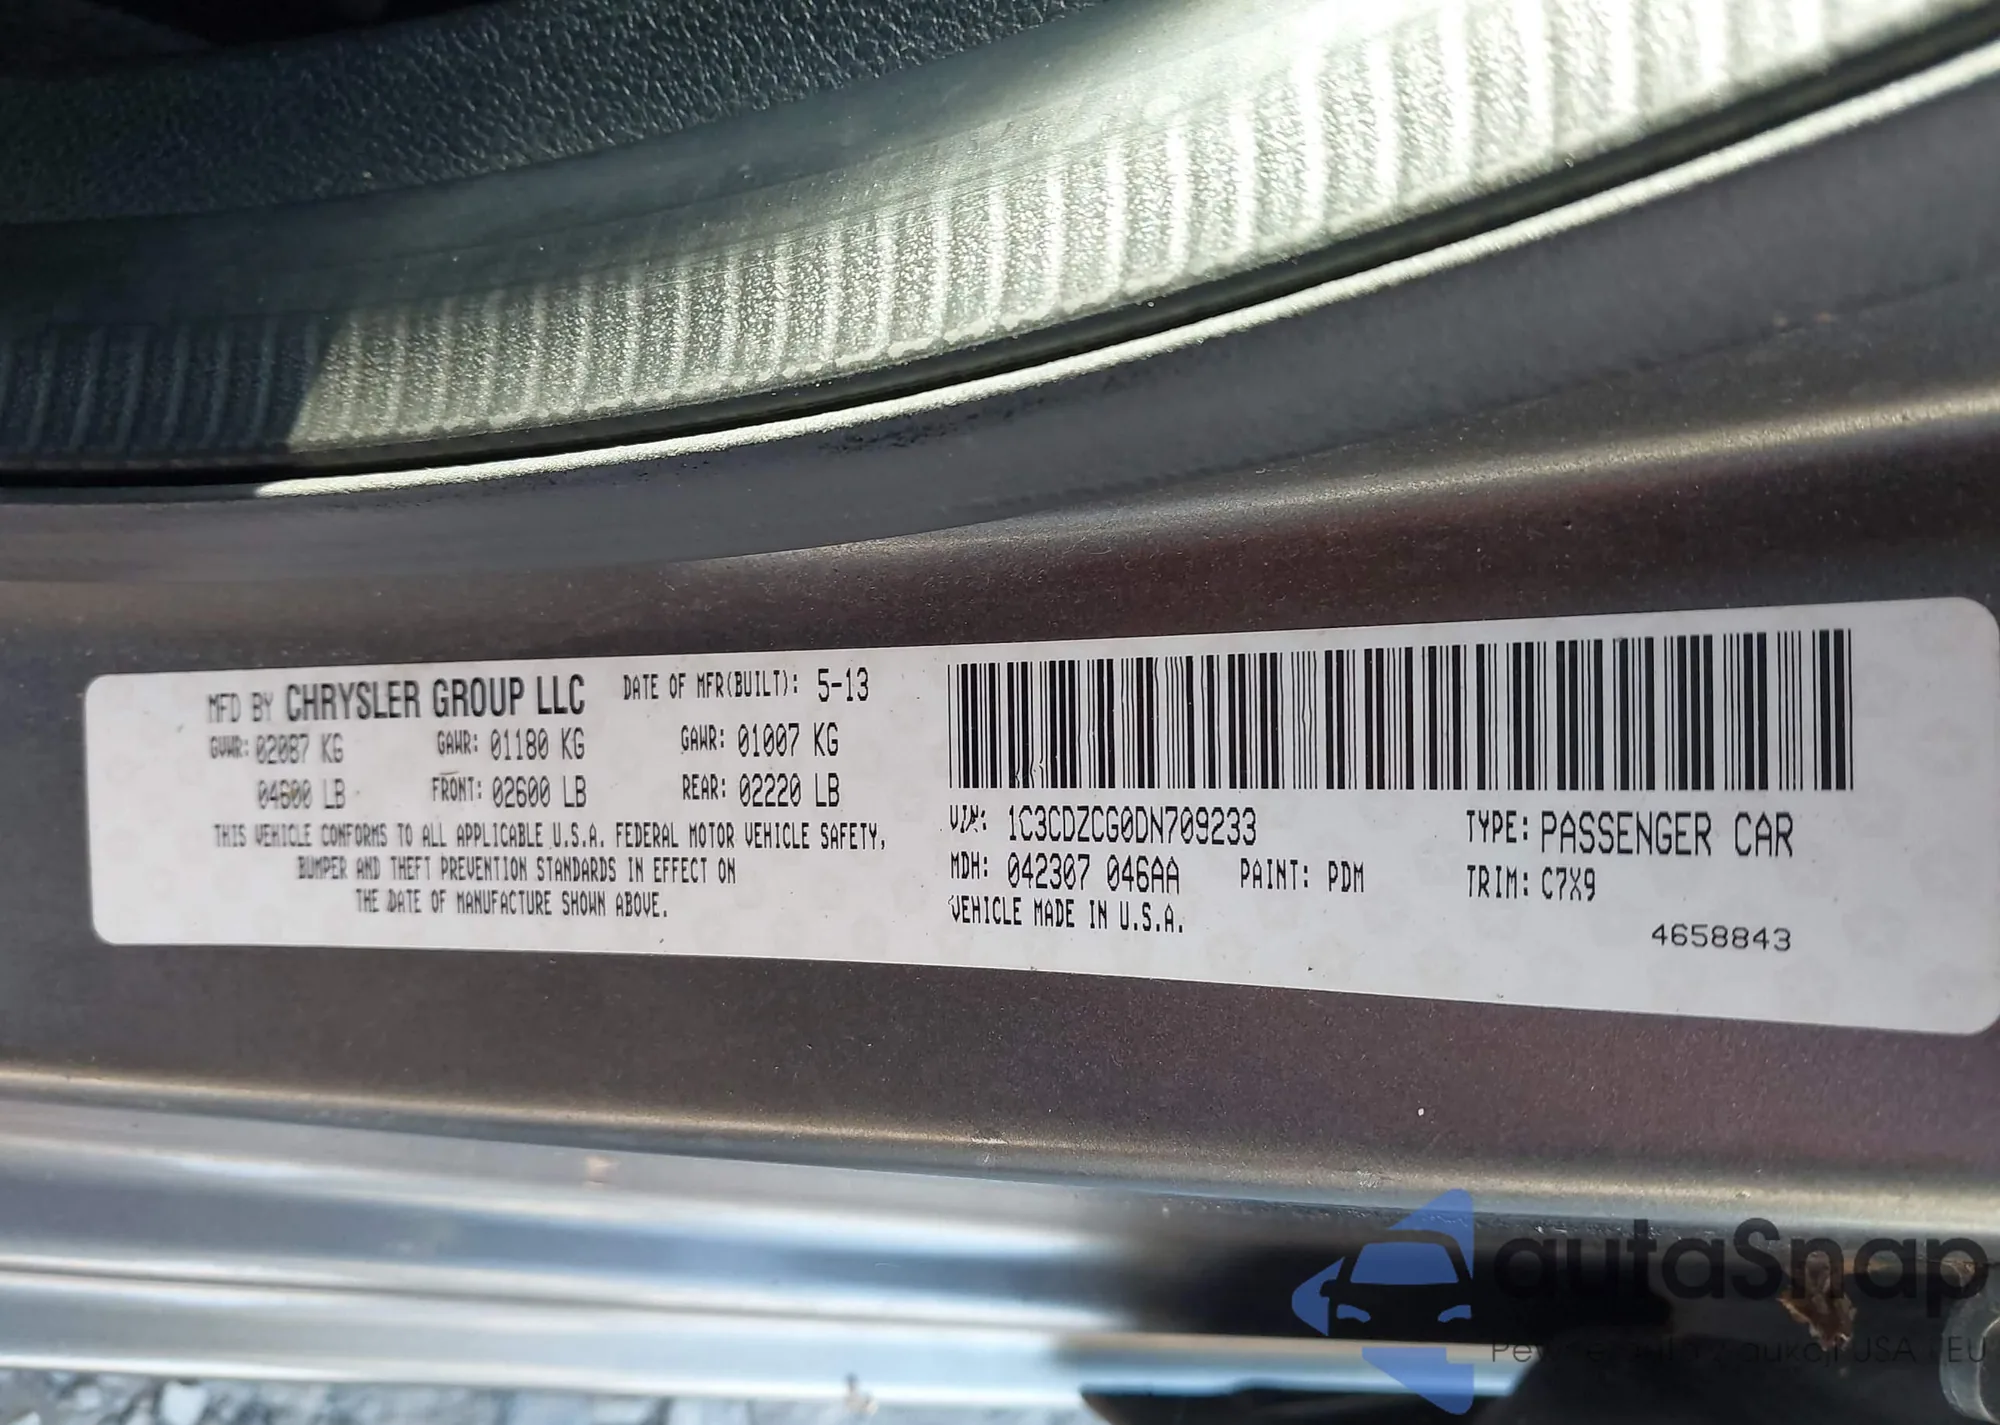 MFD BY CHRYSLER GROUP LLC DATE OF MFR(BUILT): 5-13
GVWR: 02087 KG GAWR: 01180 KG GAWR: 01007 KG
04600 LB FRONT: 02600 LB REAR: 02220 LB
THIS VEHICLE CONFORMS TO ALL APPLICABLE U.S.A. FEDERAL MOTOR VEHICLE SAFETY,
BUMPER AND THEFT PREVENTION STANDARDS IN EFFECT ON
THE DATE OF MANUFACTURE SHOWN ABOVE.
VIN: 1C3CDZCG0DN709233 TYPE: PASSENGER CAR
MDH: 042307 046AA PAINT: PDM TRIM: C7X9
VEHICLE MADE IN U.S.A.
4658843
autaSnap
USA EU